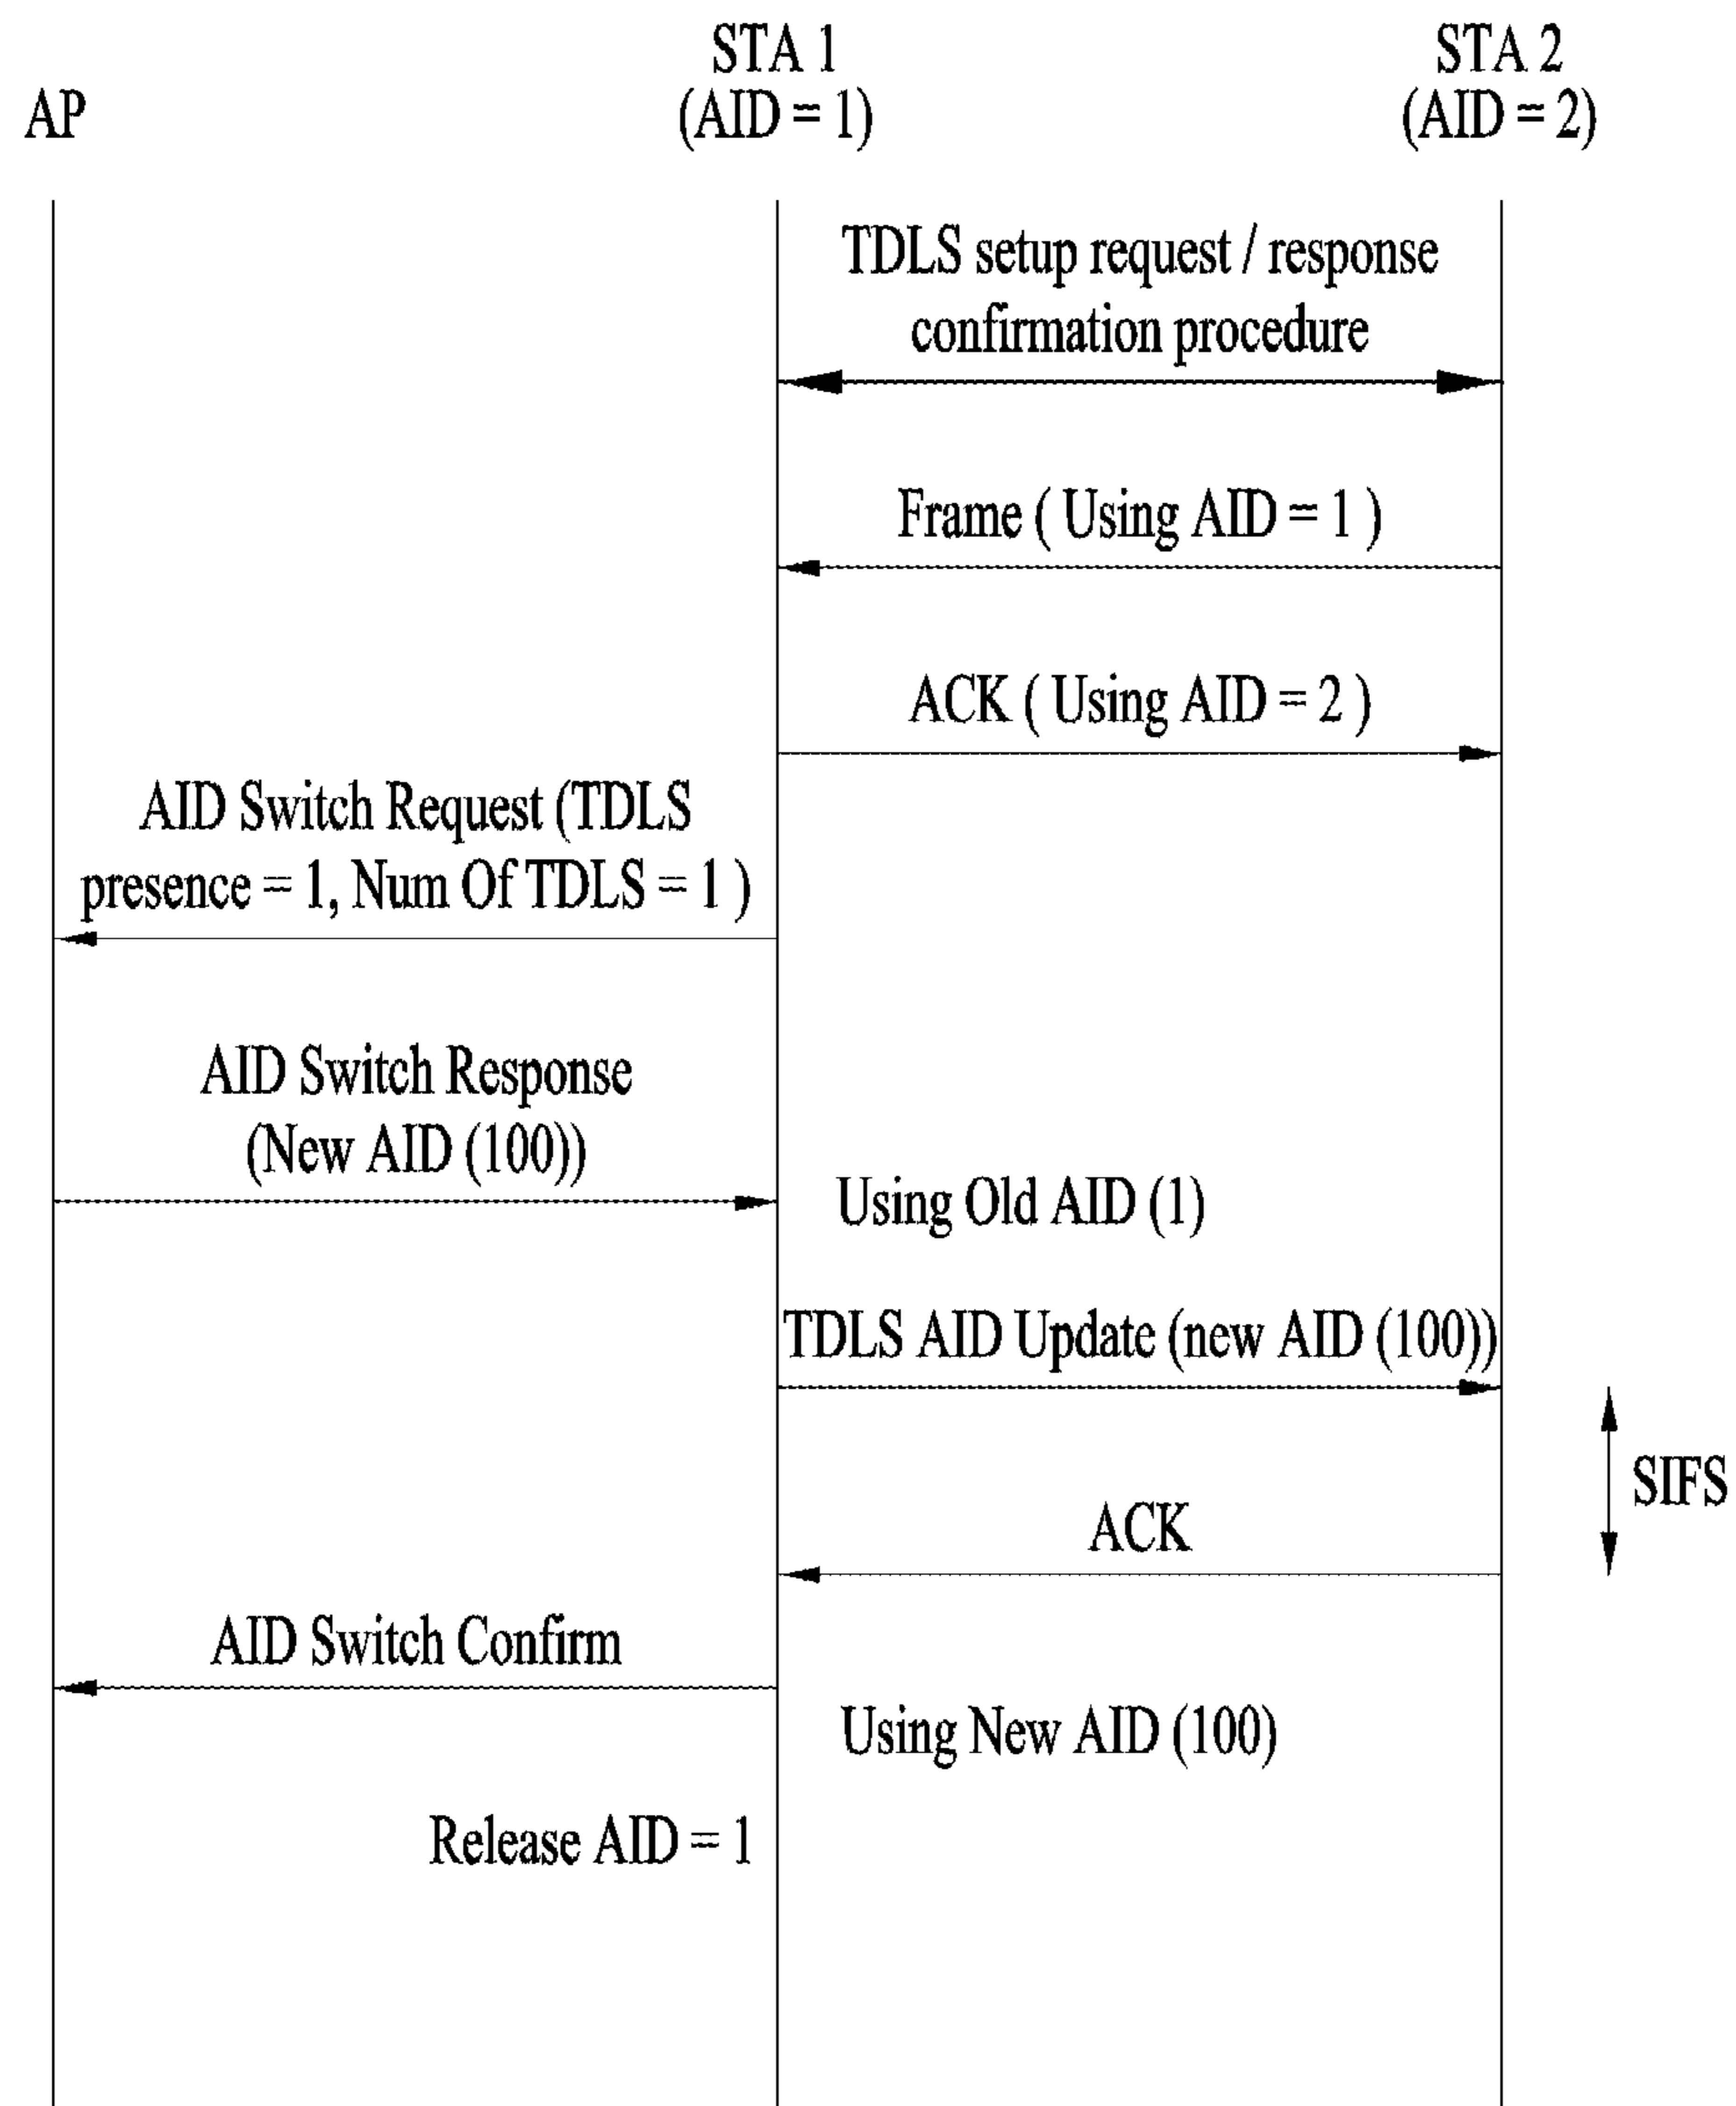 STA 1
STA 2
AP
(AID = 1)
(AID = 2)
TDLS setup request / response
confirmation procedure
Frame ( Using AID = 1 )
ACK ( Using AID = 2 )
AID Switch Request (TDLS
presence = 1, Num Of TDLS = 1 )
AID Switch Response
(New AID (100))
Using Old AID (1)
TDLS AID Update (new AID (100))
SIFS
ACK
AID Switch Confirm
Using New AID (100)
Release AID = 1